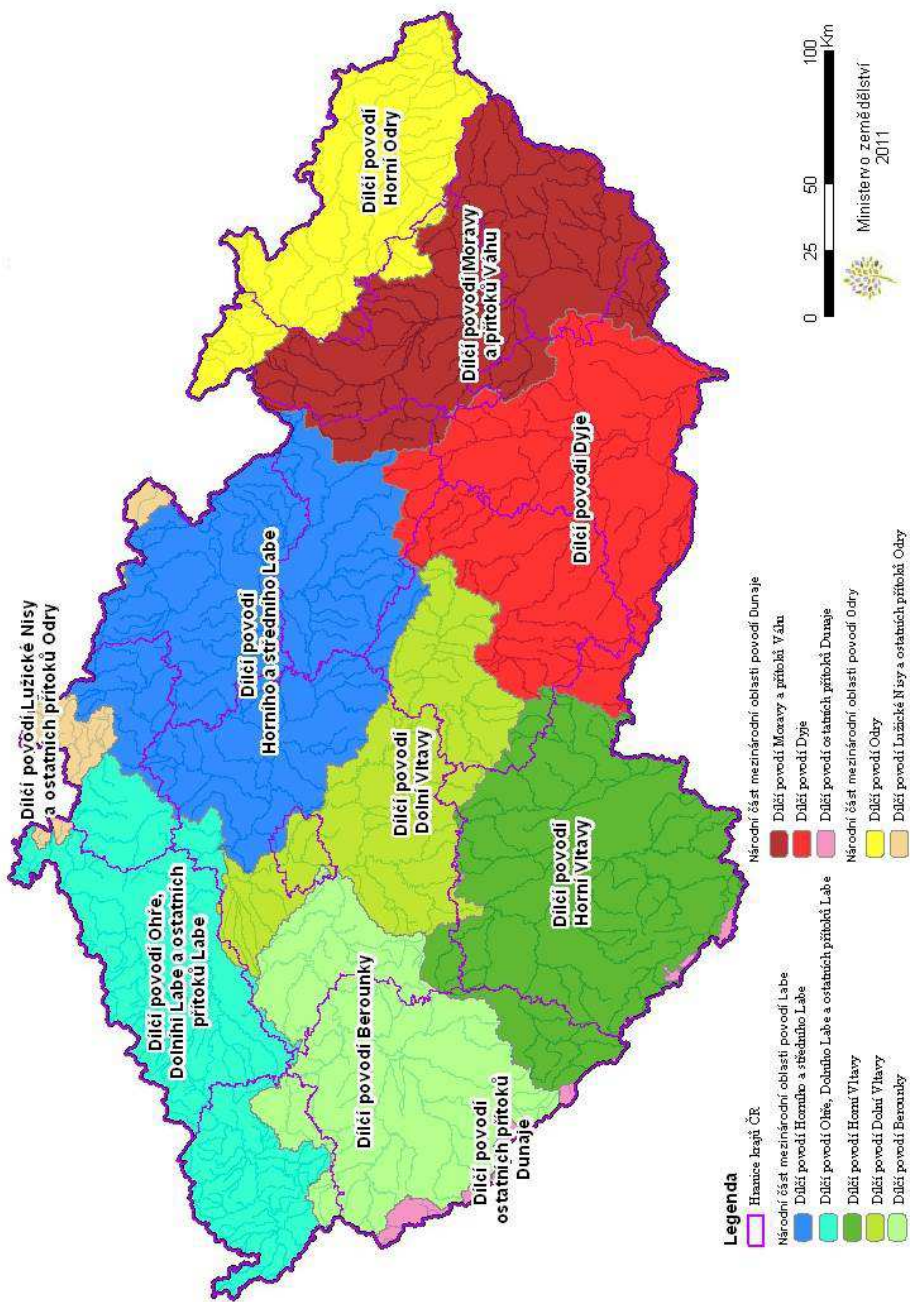 Dílčí povodí Lužické Nisy
a ostatních přítoků Odry
Dílčí povodí Ohře,
Dolního Labe a ostatních
přítoků Labe
Dílčí povodí
Horního a středního Labe
Dílčí povodí
Horní Odry
Dílčí povodí Berounky
Dílčí povodí
Dolní Vltavy
Dílčí povodí Moravy
a přítoků Váhu
Dílčí povodí
ostatních přítoků
Dunaje
Dílčí povodí
Horní Vltavy
Dílčí povodí Dyje
Legenda
Hranice krajů ČR
Národní část mezinárodní oblasti povodí Labe
Dílčí povodí Horního a středního Labe
Dílčí povodí Ohře, Dolního Labe a ostatních přítoků Labe
Dílčí povodí Horní Vltavy
Dílčí povodí Dolní Vltavy
Dílčí povodí Berounky
Národní část mezinárodní oblasti povodí Dunaje
Dílčí povodí Moravy a přítoků Váhu
Dílčí povodí Dyje
Dílčí povodí ostatních přítoků Dunaje
Národní část mezinárodní oblasti povodí Odry
Dílčí povodí Odry
Dílčí povodí Lužické Nisy a ostatních přítoků Odry
0 25 50 100
Km
Ministerstvo zemědělství
2011